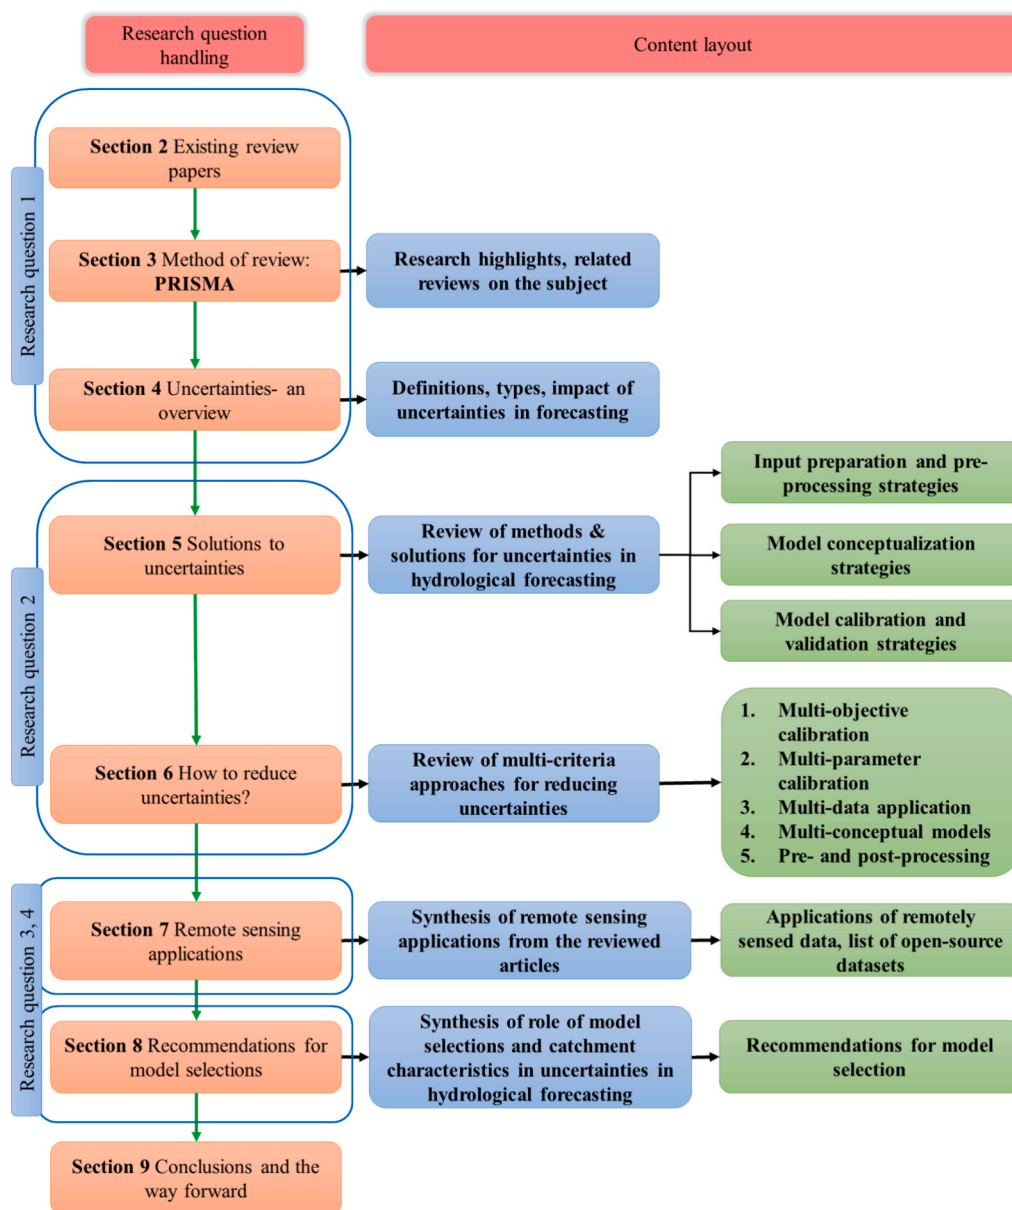 Research question
handling
Content layout
Research question 1
Section 2 Existing review
papers
Section 3 Method of review:
PRISMA
Research highlights, related
reviews on the subject
Section 4 Uncertainties- an
overview
Definitions, types, impact of
uncertainties in forecasting
Research question 2
Section 5 Solutions to
uncertainties
Review of methods &
solutions for uncertainties in
hydrological forecasting
Input preparation and pre-
processing strategies
Model conceptualization
strategies
Model calibration and
validation strategies
Section 6 How to reduce
uncertainties?
Review of multi-criteria
approaches for reducing
uncertainties
1. Multi-objective
calibration
2. Multi-parameter
calibration
3. Multi-data application
4. Multi-conceptual models
5. Pre- and post-processing
Research question 3, 4
Section 7 Remote sensing
applications
Synthesis of remote sensing
applications from the reviewed
articles
Applications of remotely
sensed data, list of open-source
datasets
Section 8 Recommendations for
model selections
Synthesis of role of model
selections and catchment
characteristics in uncertainties in
hydrological forecasting
Recommendations for model
selection
Section 9 Conclusions and the
way forward